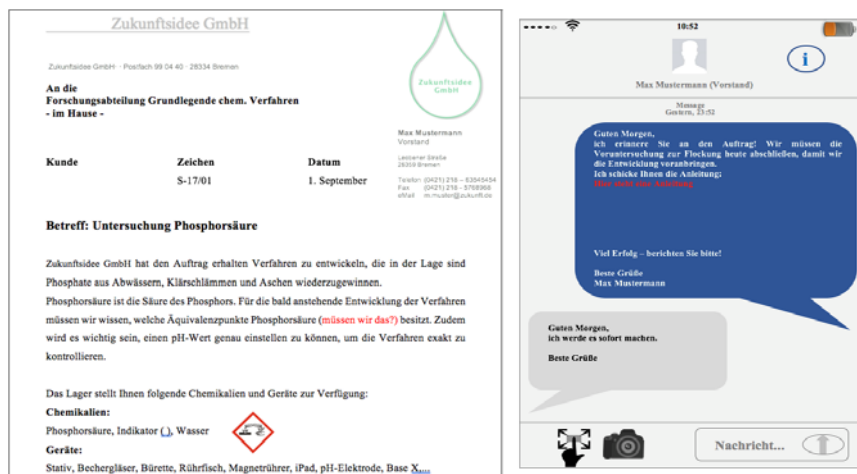 Zukunftsidee GmbH
Zukunftsidee GmbH · Postfach 99 04 40 · 28334 Bremen
Zukunftsidee
GmbH
An die
Forschungsabteilung Grundlegende chem. Verfahren
- im Hause -
Max Mustermann
Vorstand
28359 Bremen
Telefon (0421) 218 – 63545454
Fax (0421) 218 - 5768968
eMail m.muster@zukunft.de
Kunde Zeichen Datum
S-17/01 1. September
Betreff: Untersuchung Phosphorsäure
Zukunftsidee GmbH hat den Auftrag erhalten Verfahren zu entwickeln, die in der Lage sind
Phosphate aus Abwässern, Klärschlämmen und Aschen wiederzugewinnen.
Phosphorsäure ist die Säure des Phosphors. Für die bald anstehende Entwicklung der Verfahren
müssen wir wissen, welche Äquivalenzpunkte Phosphorsäure (müssen wir das?) besitzt. Zudem
wird es wichtig sein, einen pH-Wert genau einstellen zu können, um die Verfahren exakt zu
kontrollieren.
Das Lager stellt Ihnen folgende Chemikalien und Geräte zur Verfügung:
Chemikalien:
Phosphorsäure, Indikator ( ), Wasser
Geräte:
Stativ, Bechergläser, Bürette, Rührfisch, Magnetrührer, iPad, pH-Elektrode, Base X,...
10:52
i
Max Mustermann (Vorstand)
Message
Gestern, 23:52
Guten Morgen,
ich erinnere Sie an den Auftrag! Wir müssen die
Voruntersuchung zur Flockung heute abschließen, damit wir
die Entwicklung voranbringen.
Ich schicke Ihnen die Anleitung:
Hier steht eine Anleitung
Viel Erfolg – berichten Sie bitte!
Beste Grüße
Max Mustermann
Guten Morgen,
ich werde es sofort machen.
Beste Grüße
Nachricht...